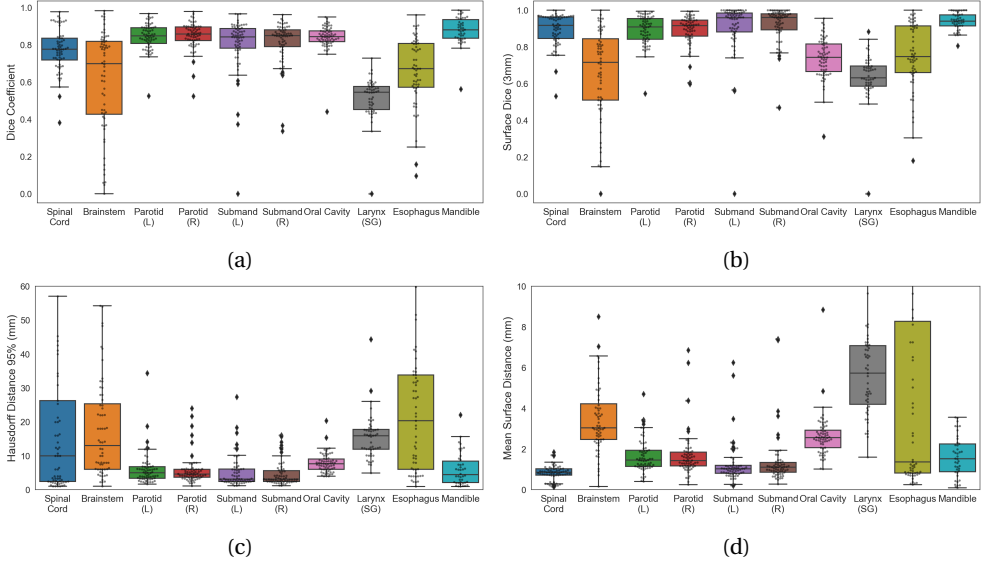 Dice Coefficient
1.0
0.8
0.6
0.4
0.2
0.0
Spinal Cord
Brainstem
Parotid (L)
Parotid (R)
Submand (L)
Submand (R)
Oral Cavity
Larynx (SG)
Esophagus
Mandible
(a)
Surface Dice (3mm)
1.0
0.8
0.6
0.4
0.2
0.0
Spinal Cord
Brainstem
Parotid (L)
Parotid (R)
Submand (L)
Submand (R)
Oral Cavity
Larynx (SG)
Esophagus
Mandible
(b)
Hausdorff Distance 95% (mm)
60
50
40
30
20
10
0
Spinal Cord
Brainstem
Parotid (L)
Parotid (R)
Submand (L)
Submand (R)
Oral Cavity
Larynx (SG)
Esophagus
Mandible
(c)
Mean Surface Distance (mm)
10
8
6
4
2
0
Spinal Cord
Brainstem
Parotid (L)
Parotid (R)
Submand (L)
Submand (R)
Oral Cavity
Larynx (SG)
Esophagus
Mandible
(d)